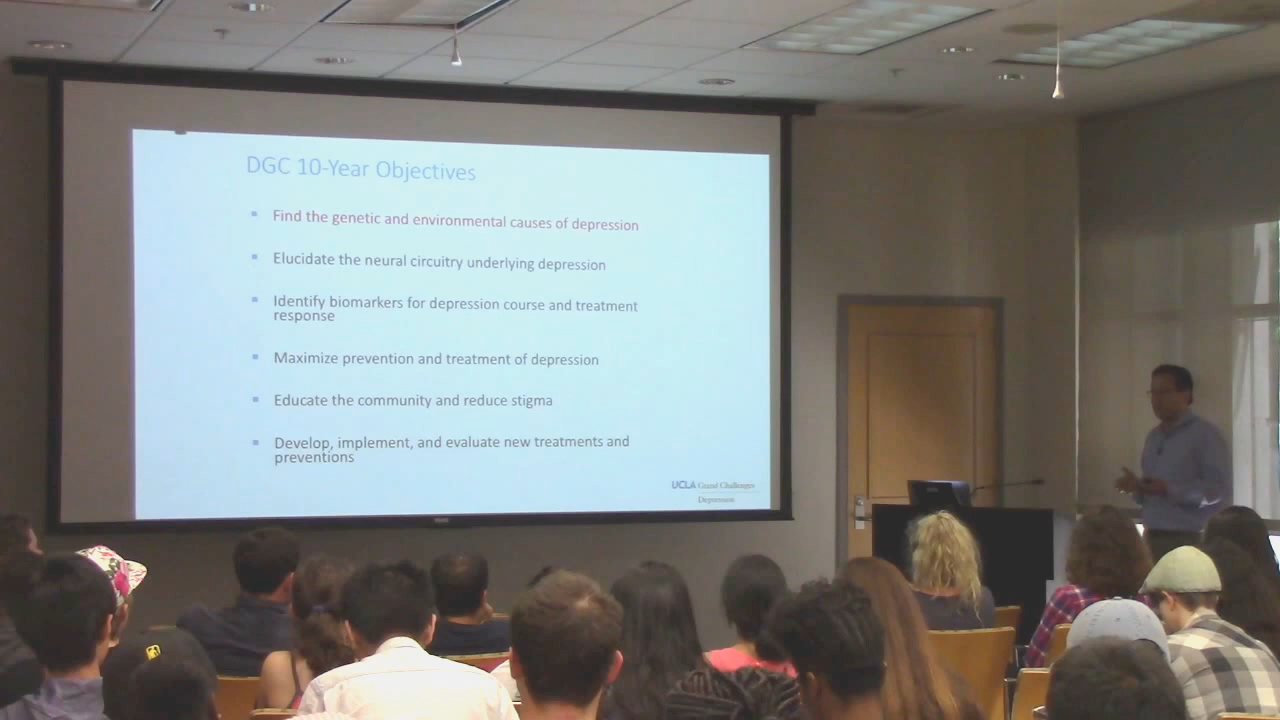 DGC 10-Year Objectives
Find the genetic and environmental causes of depression
Elucidate the neural circuitry underlying depression
Identify biomarkers for depression course and treatment
response
Maximize prevention and treatment of depression
Educate the community and reduce stigma
Develop, implement, and evaluate new treatments and
preventions
UCLA Grand Challenges
Depression